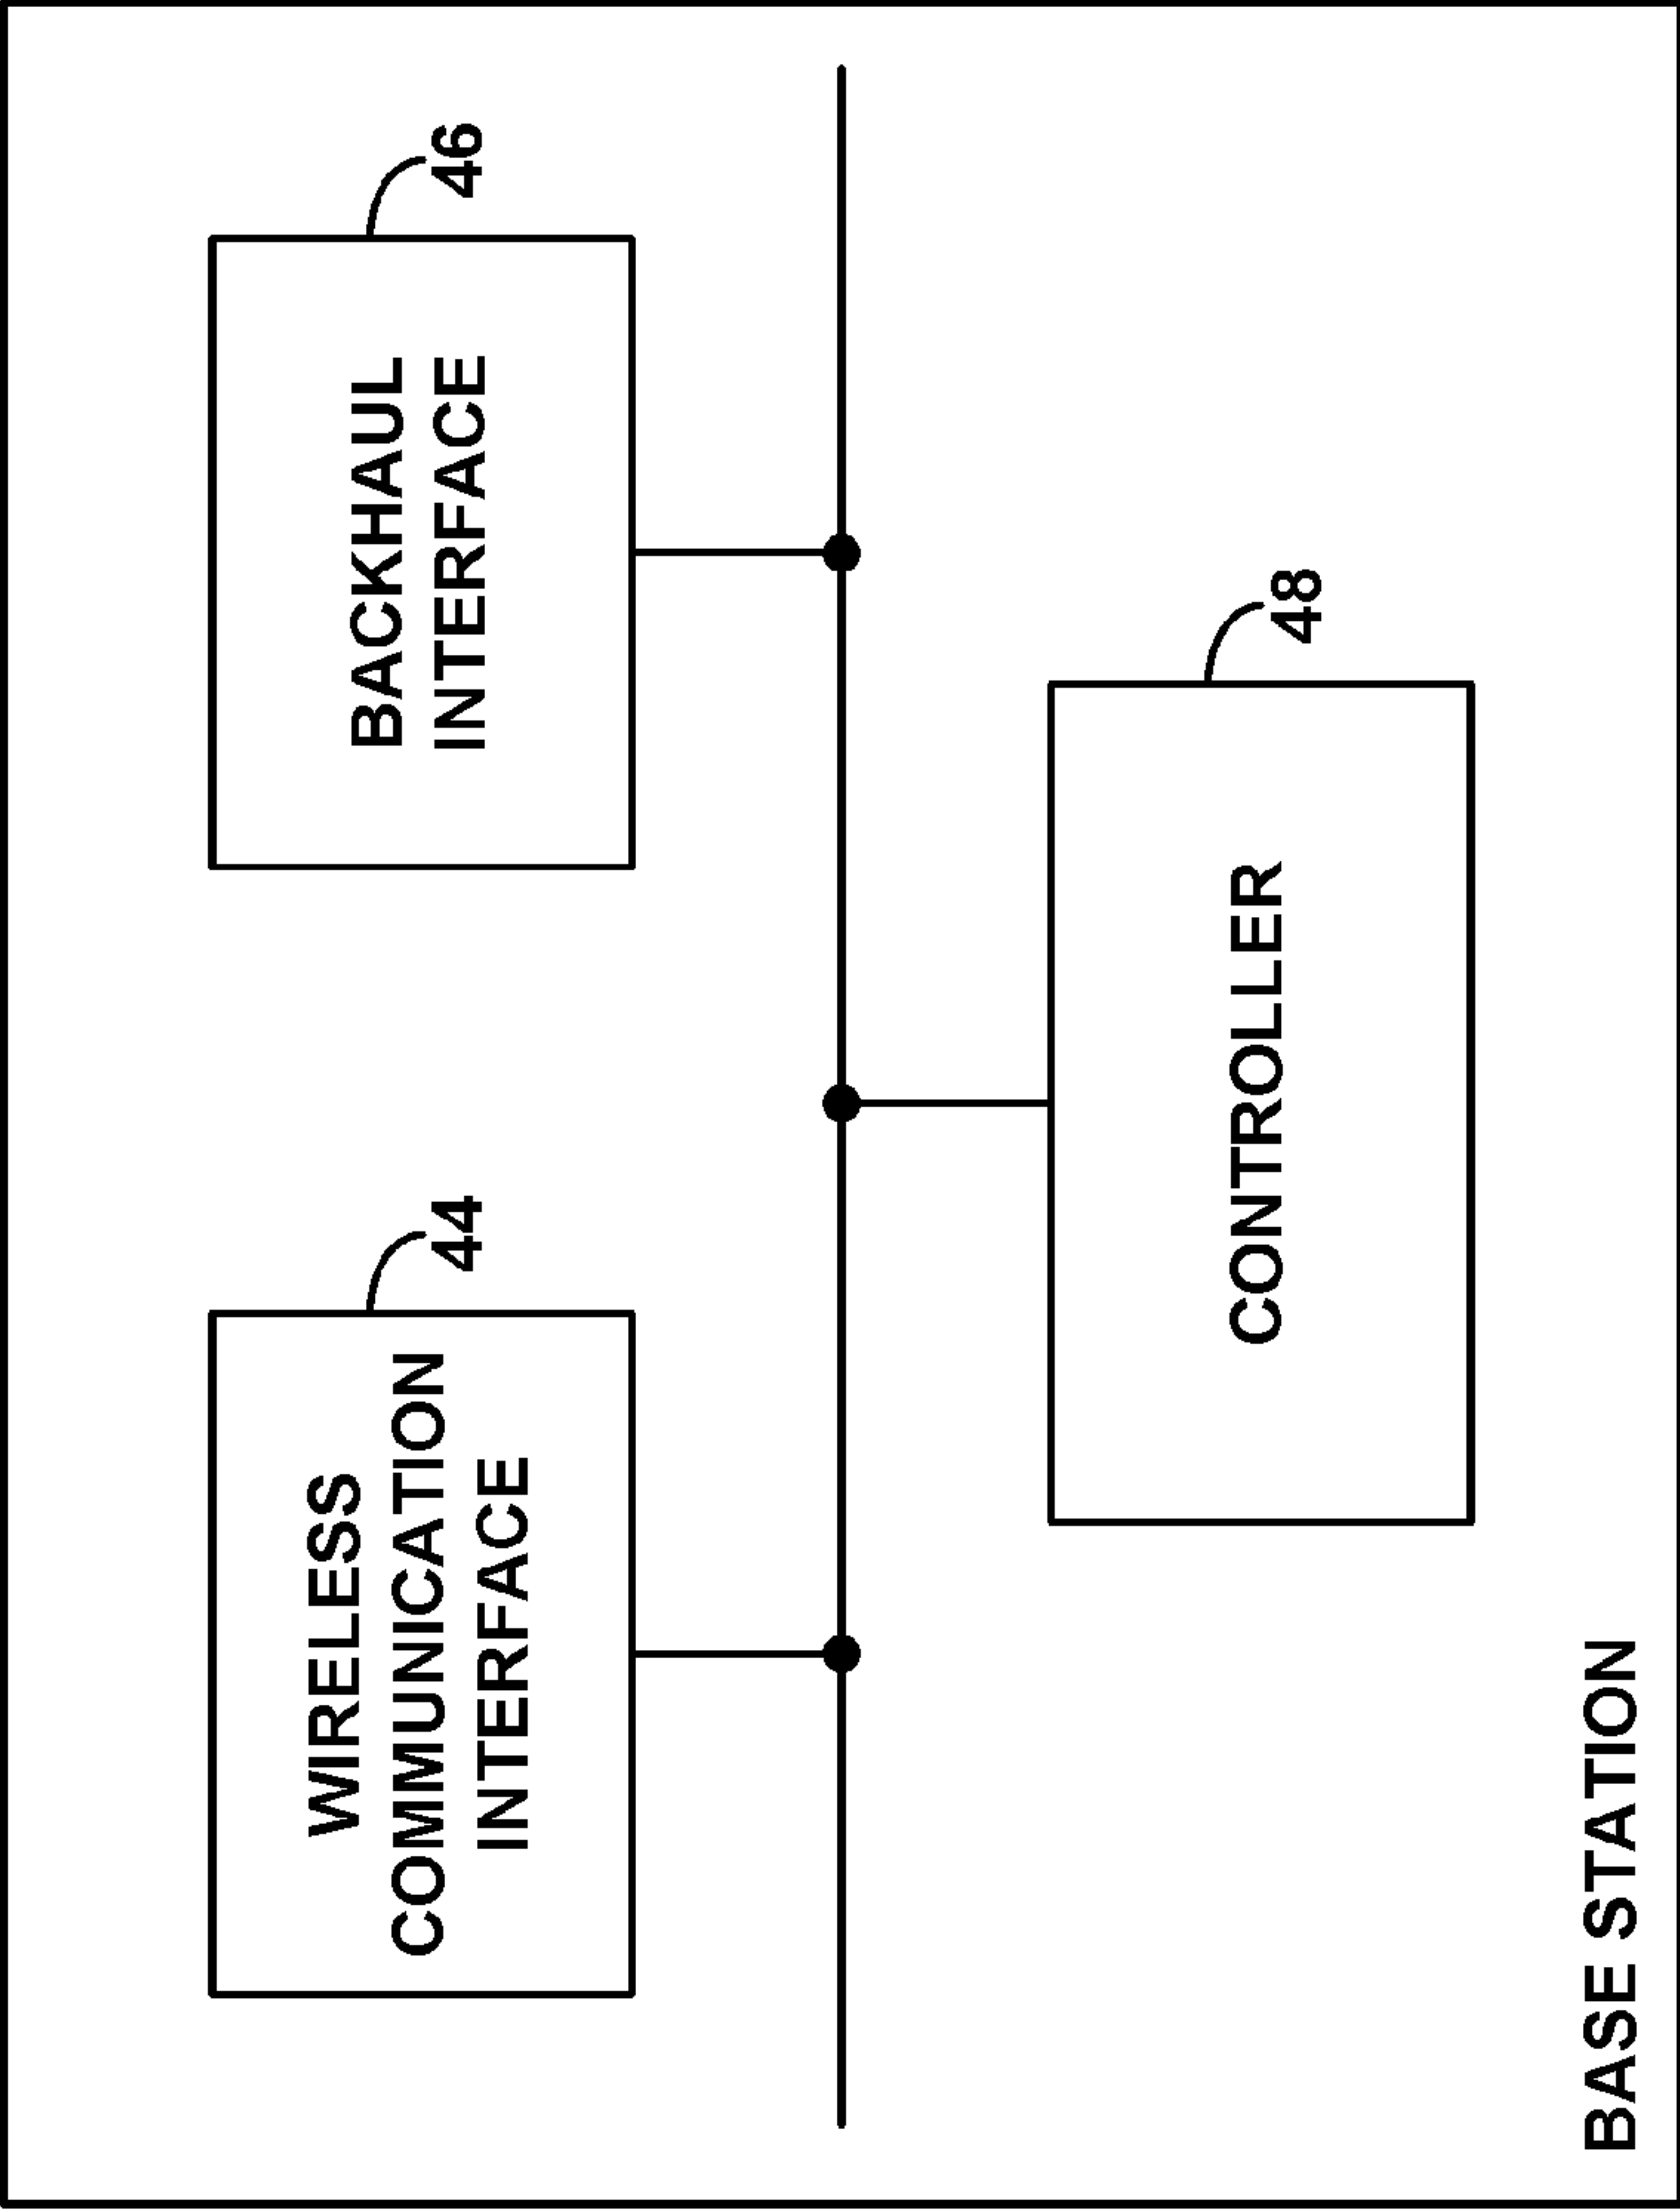 WIRELESS
COMMUNICATION
INTERFACE
44
BACKHAUL
INTERFACE
46
CONTROLLER
48
BASE STATION